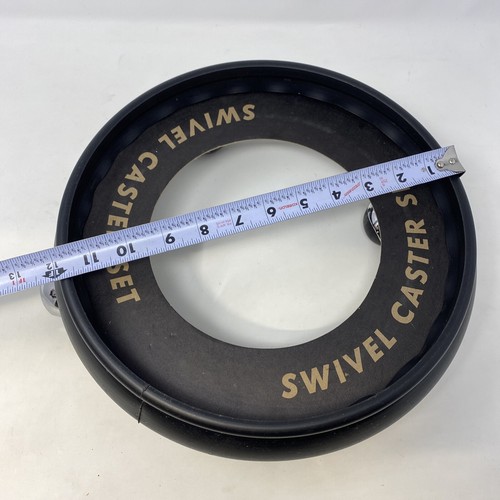 SWIVEL CASTER SET
SWIVEL CASTER S
1 2 3 4 5 6 7 8 9 10 11 12 13